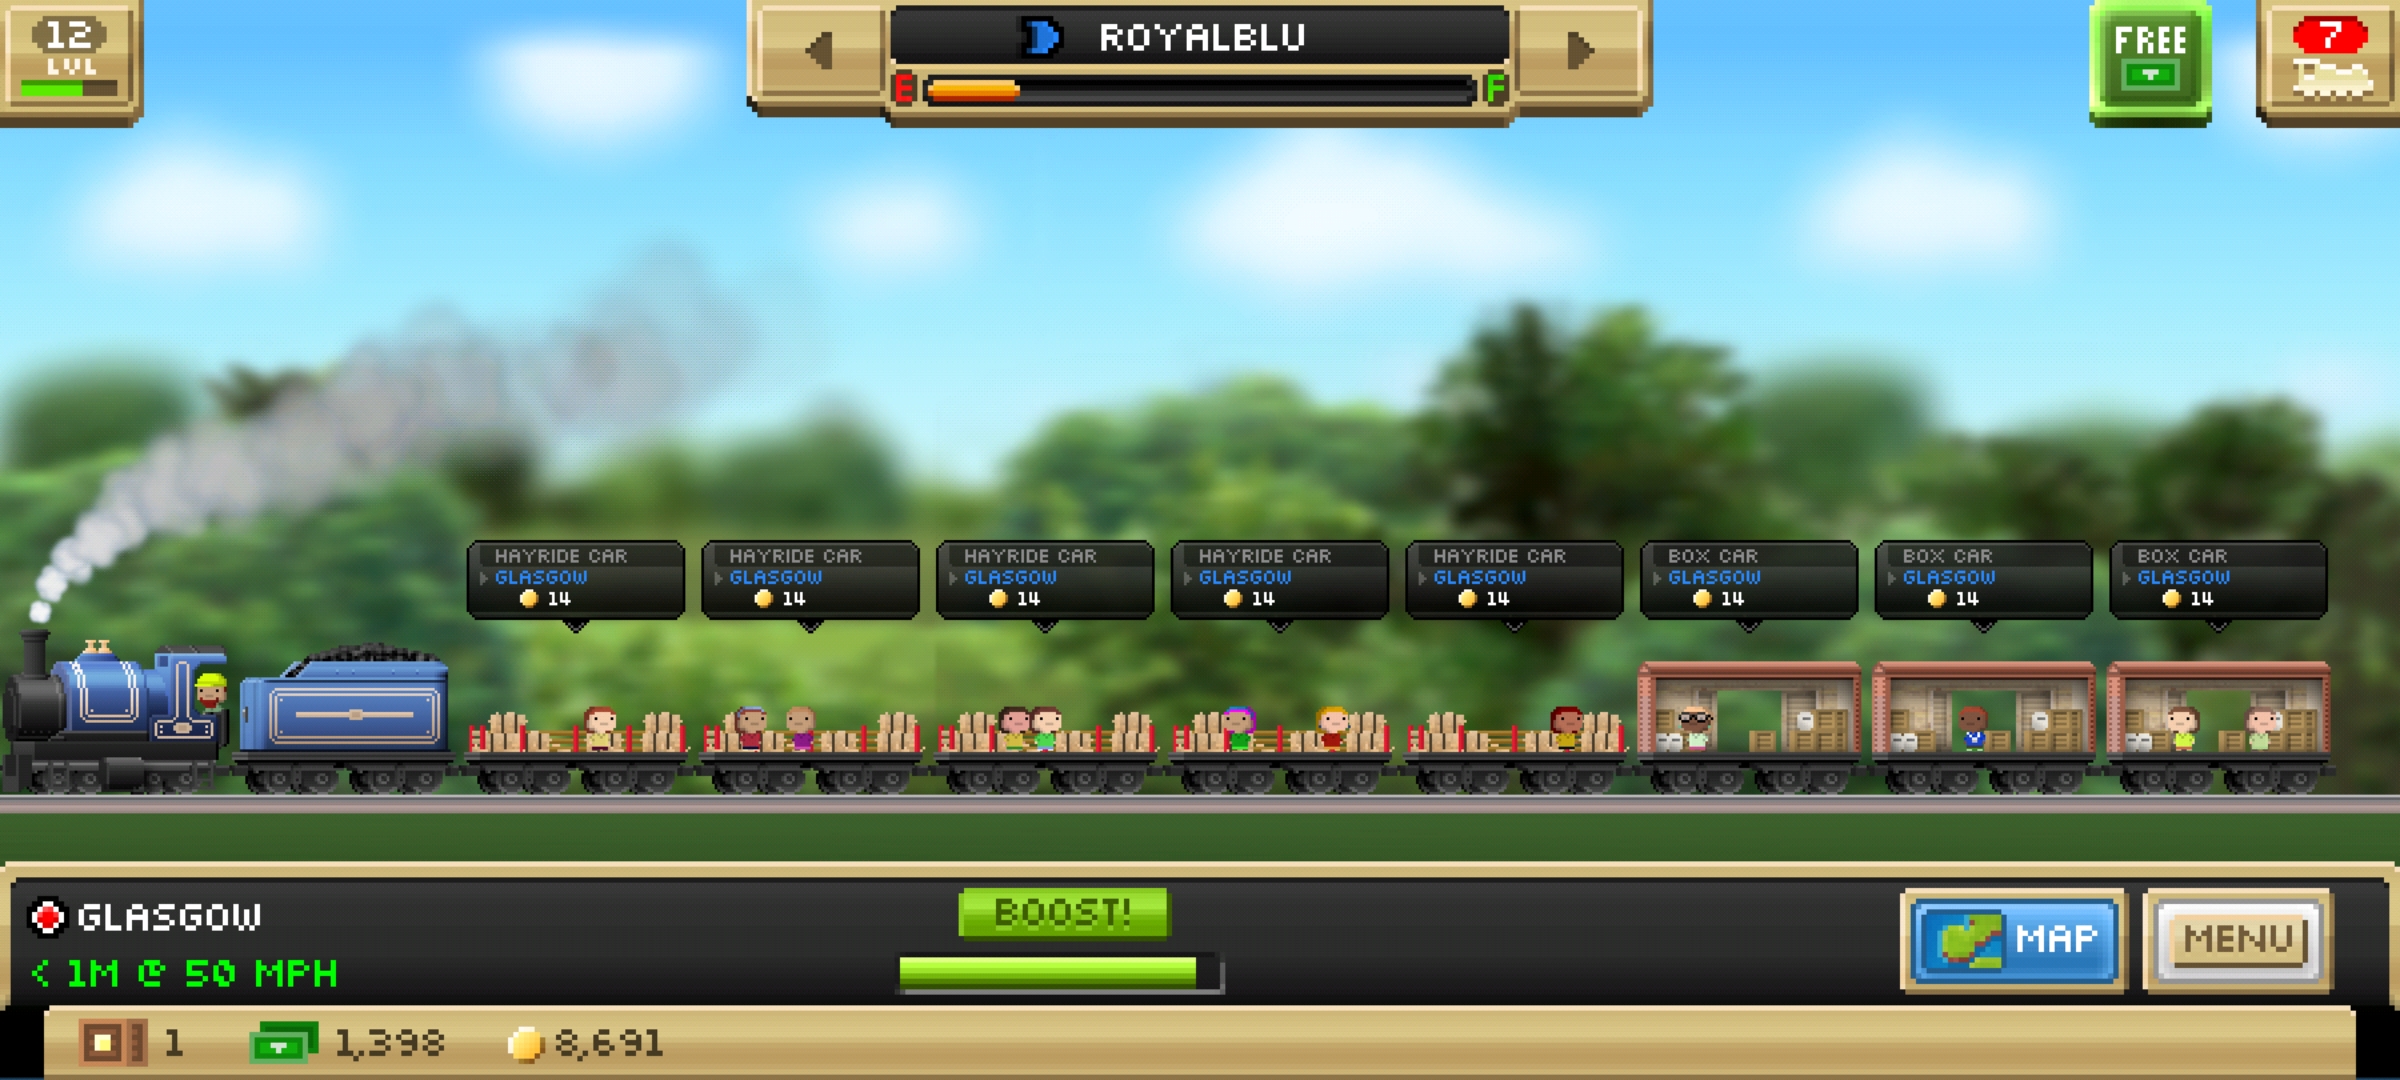 12
LVL
ROYALBLU
E F
FREE
7
HAYRIDE CAR
GLASGOW
14
HAYRIDE CAR
GLASGOW
14
HAYRIDE CAR
GLASGOW
14
HAYRIDE CAR
GLASGOW
14
HAYRIDE CAR
GLASGOW
14
BOX CAR
GLASGOW
14
BOX CAR
GLASGOW
14
BOX CAR
GLASGOW
14
GLASGOW
< 1M @ 50 MPH
BOOST!
MAP
MENU
1
1,398
8,691